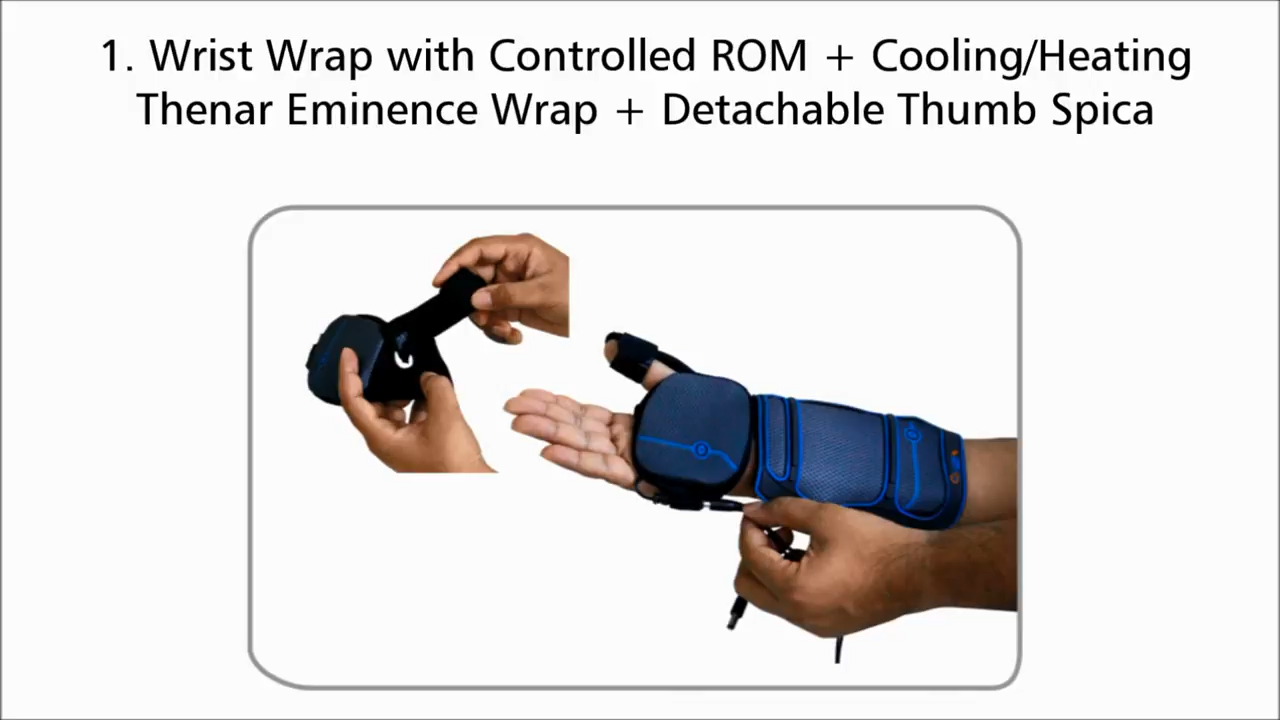 1. Wrist Wrap with Controlled ROM + Cooling/Heating
Thenar Eminence Wrap + Detachable Thumb Spica